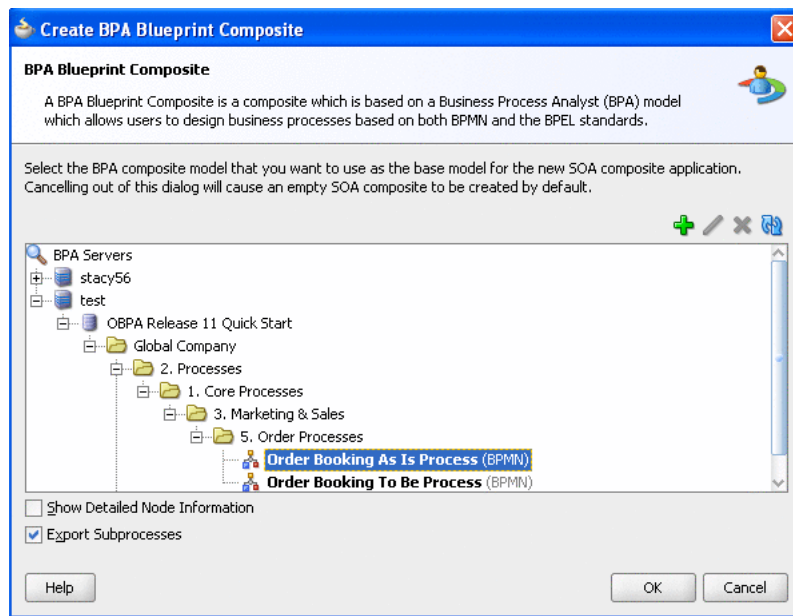 Create BPA Blueprint Composite
BPA Blueprint Composite
A BPA Blueprint Composite is a composite which is based on a Business Process Analyst (BPA) model
which allows users to design business processes based on both BPMN and the BPEL standards.
Select the BPA composite model that you want to use as the base model for the new SOA composite application.
Cancelling out of this dialog will cause an empty SOA composite to be created by default.
BPA Servers
stacy56
test
OBPA Release 11 Quick Start
Global Company
2. Processes
1. Core Processes
3. Marketing & Sales
5. Order Processes
Order Booking As Is Process (BPMN)
Order Booking To Be Process (BPMN)
Show Detailed Node Information
Export Subprocesses
Help OK Cancel